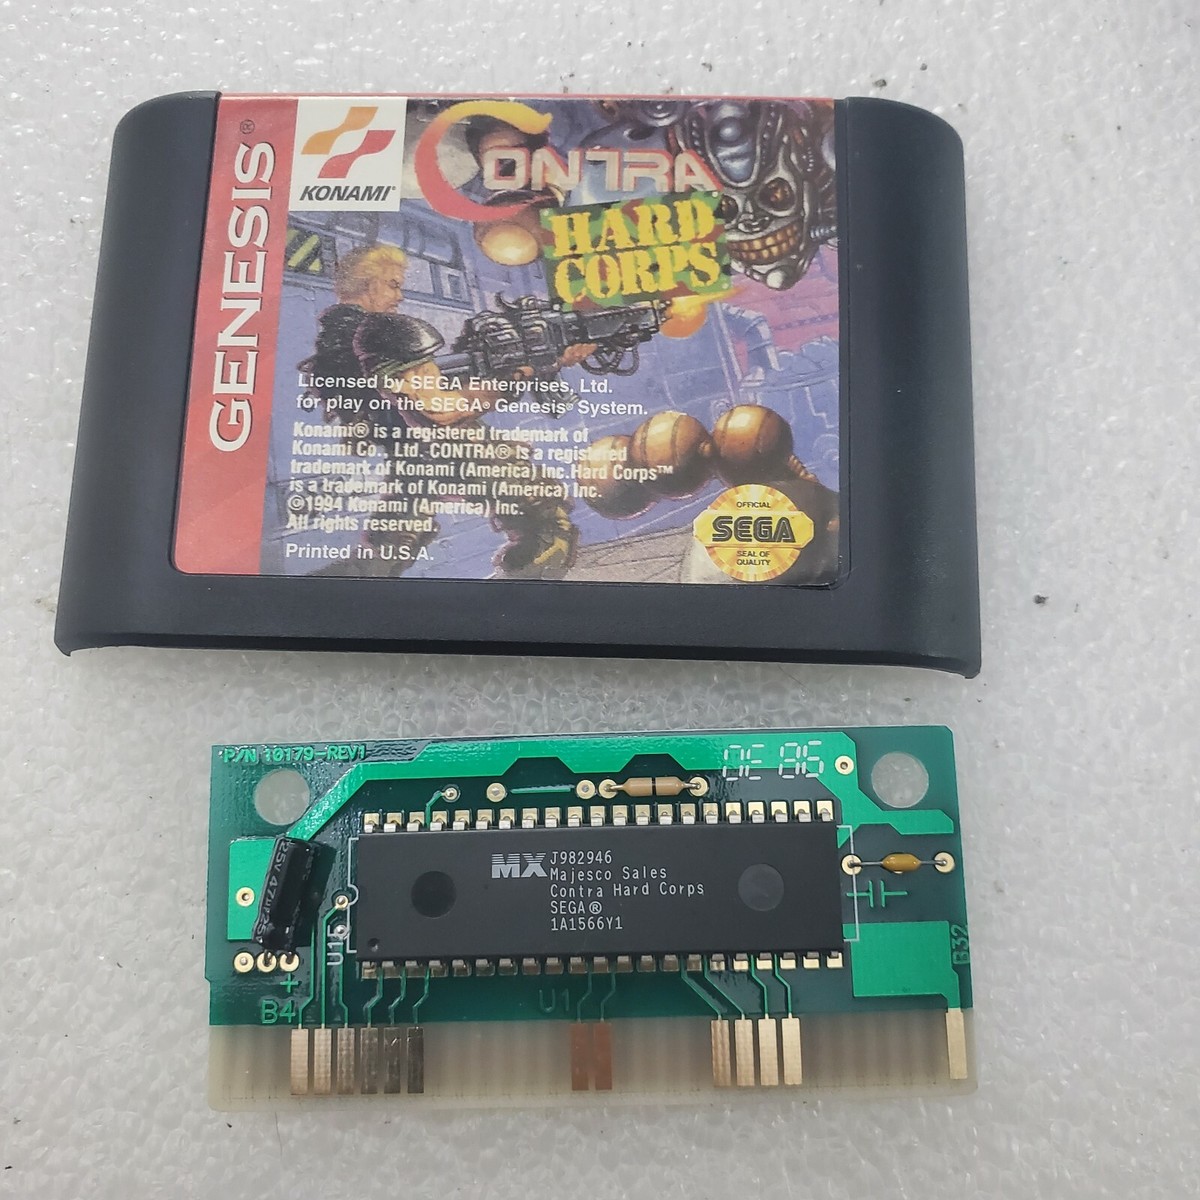 GENESIS®
KONAMI®
CONTRA
HARD
CORPS
Licensed by SEGA Enterprises, Ltd.
for play on the SEGA® Genesis® System.
Konami® is a registered trademark of
Konami Co., Ltd. CONTRA® is a registered
trademark of Konami (America) Inc.Hard Corps™
is a trademark of Konami (America) Inc.
©1994 Konami (America) Inc.
All rights reserved.
Printed in U.S.A.
OFFICIAL
SEGA
SEAL OF
QUALITY
P/N 10179-REV1
MX J982946
Majesco Sales
Contra Hard Corps
SEGA®
1A1566Y1
25V 47µF 25V
+
B4
U1
B32